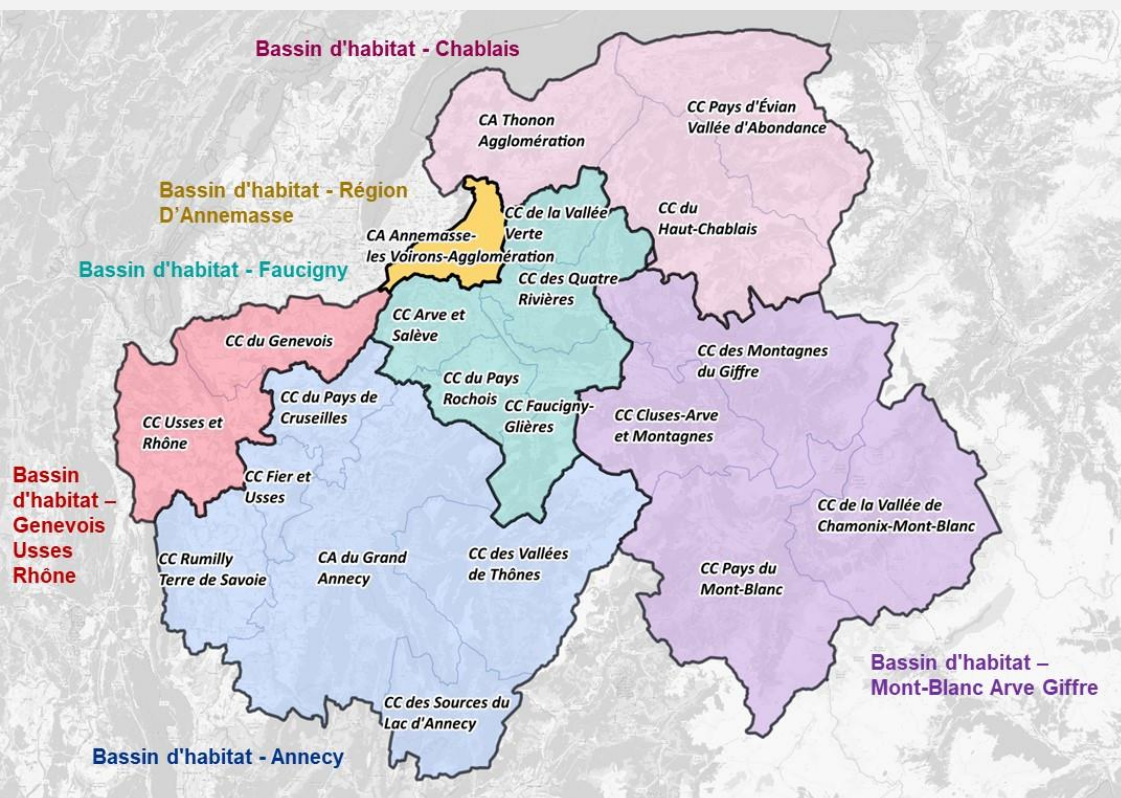 Bassin d'habitat - Chablais
CA Thonon
Agglomération
CC Pays d'Évian
Vallée d'Abondance
Bassin d'habitat - Région
D’Annemasse
CC de la Vallée
Verte
CC du
Haut-Chablais
CA Annemasse-
les Voirons-Agglomération
Bassin d'habitat - Faucigny
CC des Quatre
Rivières
CC Arve et
Salève
CC du Genevois
CC des Montagnes
du Giffre
CC du Pays
Rochois
CC du Pays de
Cruseilles
CC Faucigny-
Glières
CC Cluses-Arve
et Montagnes
CC Usses et
Rhône
Bassin
d'habitat –
Genevois
Usses
Rhône
CC Fier et
Usses
CC de la Vallée de
Chamonix-Mont-Blanc
CC Rumilly
Terre de Savoie
CA du Grand
Annecy
CC des Vallées
de Thônes
CC Pays du
Mont-Blanc
Bassin d'habitat –
Mont-Blanc Arve Giffre
CC des Sources du
Lac d'Annecy
Bassin d'habitat - Annecy